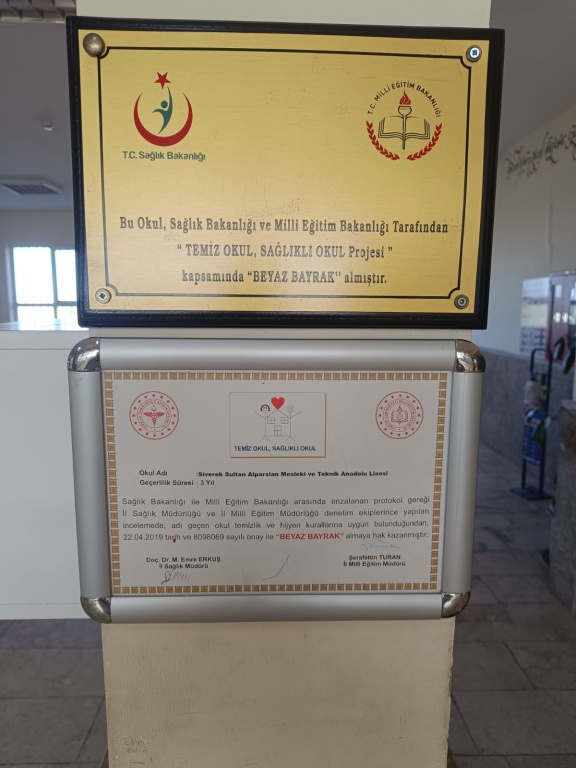 T.C. Sağlık Bakanlığı
T.C. MİLLİ EĞİTİM BAKANLIĞI
Bu Okul, Sağlık Bakanlığı ve Milli Eğitim Bakanlığı Tarafından
“ TEMİZ OKUL, SAĞLIKLI OKUL Projesi ”
kapsamında “BEYAZ BAYRAK” almıştır.
TEMİZ OKUL, SAĞLIKLI OKUL
Okul Adı :Siverek Sultan Alparslan Mesleki ve Teknik Anadolu Lisesi
Geçerlilik Süresi : 3 Yıl
Sağlık Bakanlığı ile Milli Eğitim Bakanlığı arasında imzalanan protokol gereği
İl Sağlık Müdürlüğü ve İl Milli Eğitim Müdürlüğü denetim ekiplerince yapılan
incelemede, adı geçen okul temizlik ve hijyen kurallarına uygun bulunduğundan,
22.04.2019 tarih ve 8098069 sayılı onay ile “BEYAZ BAYRAK” almaya hak kazanmıştır.
Doç. Dr. M. Emre ERKUŞ
İl Sağlık Müdürü
Şerafettin TURAN
İl Milli Eğitim Müdürü